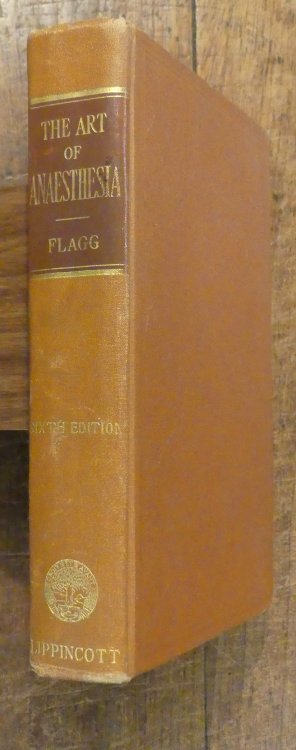 THE ART
OF
ANAESTHESIA
FLAGG
SIXTH EDITION
LIPPINCOTT